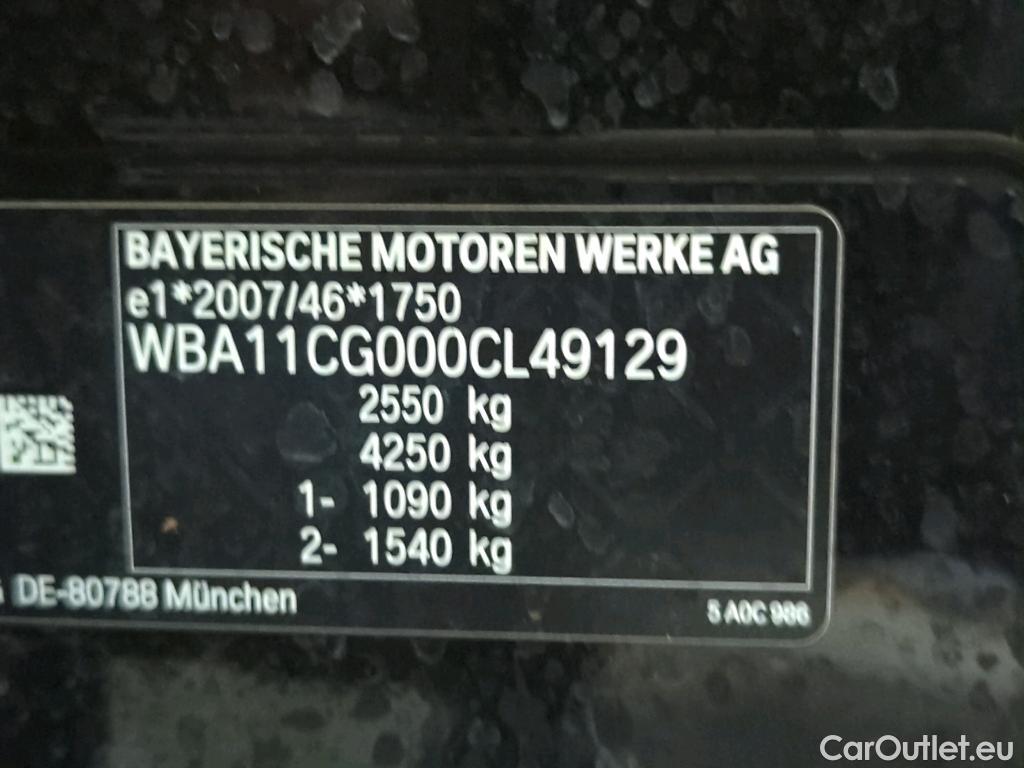 BAYERISCHE MOTOREN WERKE AG
e1*2007/46*1750
WBA11CG000CL49129
2550 kg
4250 kg
1- 1090 kg
2- 1540 kg
DE-80788 München
5 A0C 986
CarOutlet.eu